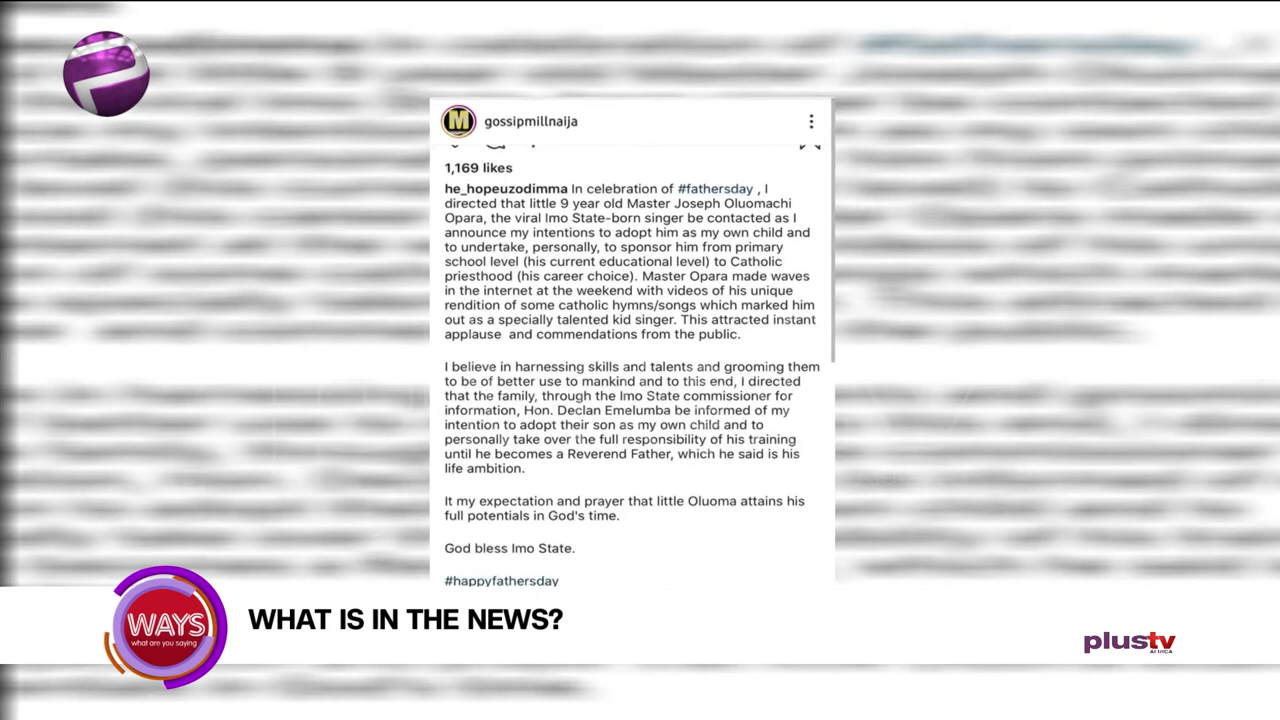 gossipmillnaija
1,169 likes
he_hopeuzodimma In celebration of #fathersday , I
directed that little 9 year old Master Joseph Oluomachi
Opara, the viral Imo State-born singer be contacted as I
announce my intentions to adopt him as my own child and
to undertake, personally, to sponsor him from primary
school level (his current educational level) to Catholic
priesthood (his career choice). Master Opara made waves
in the internet at the weekend with videos of his unique
rendition of some catholic hymns/songs which marked him
out as a specially talented kid singer. This attracted instant
applause and commendations from the public.
I believe in harnessing skills and talents and grooming them
to be of better use to mankind and to this end, I directed
that the family, through the Imo State commissioner for
information, Hon. Declan Emelumba be informed of my
intention to adopt their son as my own child and to
personally take over the full responsibility of his training
until he becomes a Reverend Father, which he said is his
life ambition.
It my expectation and prayer that little Oluoma attains his
full potentials in God's time.
God bless Imo State.
#happyfathersday
WAYS
what are you saying
WHAT IS IN THE NEWS?
plustv
AFRICA